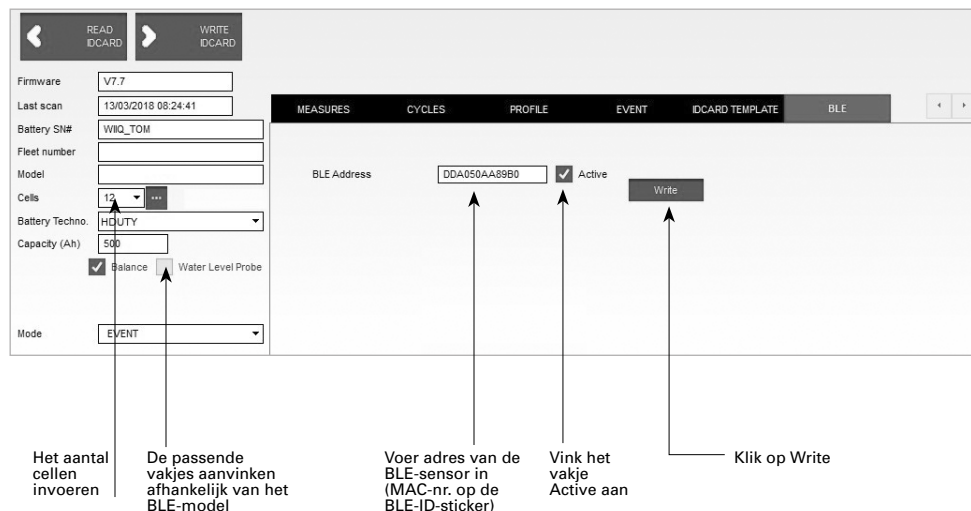 READ
IDCARD
WRITE
IDCARD
Firmware V7.7
Last scan 13/03/2018 08:24:41
MEASURES CYCLES PROFILE EVENT IDCARD TEMPLATE BLE
Battery SN# WIIQ_TOM
Fleet number
Model
BLE Address DDA050AA89B0 Active
Write
Cells 12 ...
Battery Techno. HDUTY
Capacity (Ah) 500
Balance Water Level Probe
Mode EVENT
Het aantal
cellen
invoeren
De passende
vakjes aanvinken
afhankelijk van het
BLE-model
Voer adres van de
BLE-sensor in
(MAC-nr. op de
BLE-ID-sticker)
Vink het
vakje
Active aan
Klik op Write